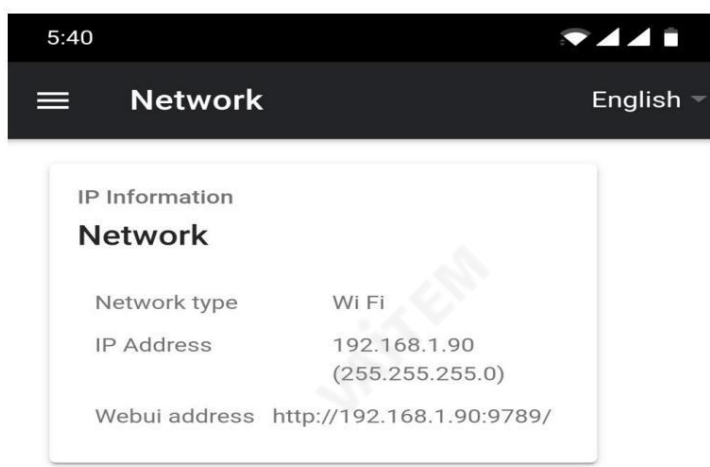 5:40
Network English
IP Information
Network
Network type Wi Fi
IP Address 192.168.1.90
(255.255.255.0)
Webui address http://192.168.1.90:9789/
VAiTEM